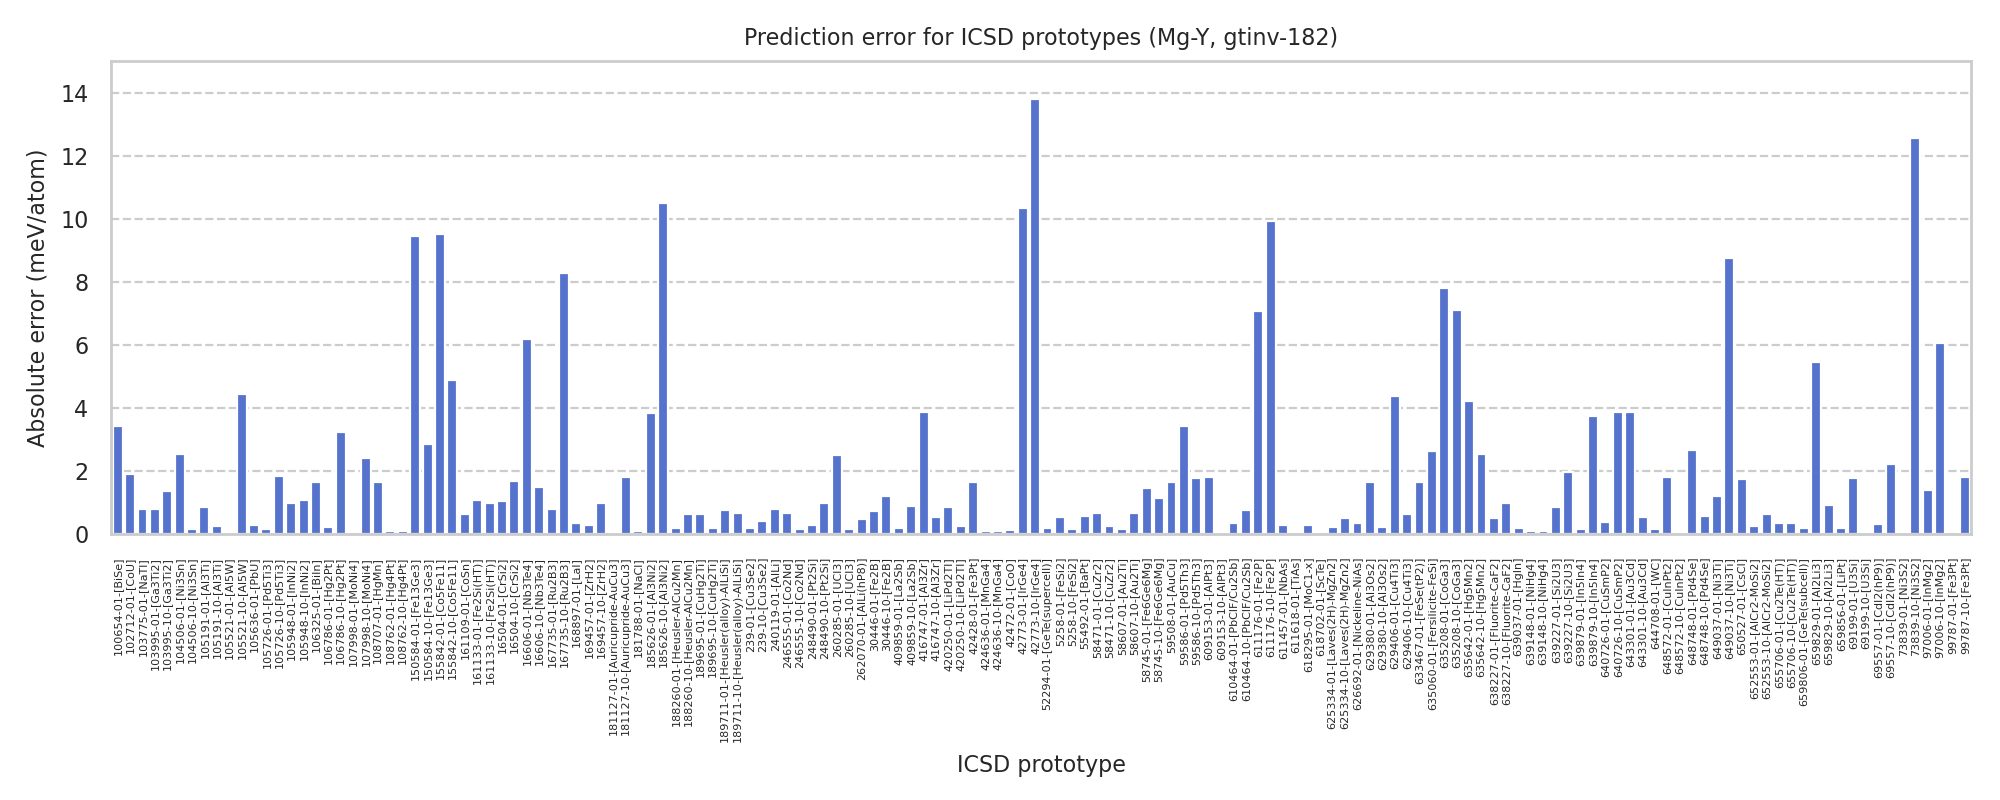 Prediction error for ICSD prototypes (Mg-Y, gtinv-182)
Absolute error (meV/atom)
14
12
10
8
6
4
2
0
100654-01-[BiSe]
102712-01-[CoU]
103775-01-[NaTl]
103995-01-[Ga3Ti2]
103995-10-[Ga3Ti2]
104506-01-[Ni3Sn]
104506-10-[Ni3Sn]
105191-01-[Al3Ti]
105191-10-[Al3Ti]
105521-01-[Al5W]
105521-10-[Al5W]
105636-01-[PbU]
105726-01-[Pd5Ti3]
105726-10-[Pd5Ti3]
105948-01-[InNi2]
105948-10-[InNi2]
106325-01-[BiIn]
106786-01-[Hg2Pt]
106786-10-[Hg2Pt]
107998-01-[MoNi4]
107998-10-[MoNi4]
108707-01-[HgMn]
108762-01-[Hg4Pt]
108762-10-[Hg4Pt]
150584-01-[Fe13Ge3]
150584-10-[Fe13Ge3]
155842-01-[Co5Fe11]
155842-10-[Co5Fe11]
161109-01-[CoSn]
161133-01-[Fe2Si(HT)]
161133-10-[Fe2Si(HT)]
16504-01-[CrSi2]
16504-10-[CrSi2]
16606-01-[Nb3Te4]
16606-10-[Nb3Te4]
167735-01-[Ru2B3]
167735-10-[Ru2B3]
168897-01-[LaI]
169457-01-[ZrH2]
169457-10-[ZrH2]
181127-01-[Auricupride-AuCu3]
181127-10-[Auricupride-AuCu3]
181788-01-[NaCl]
185626-01-[Al3Ni2]
185626-10-[Al3Ni2]
188260-01-[Heusler-AlCu2Mn]
188260-10-[Heusler-AlCu2Mn]
189695-01-[CuHg2Ti]
189695-10-[CuHg2Ti]
189711-01-[Heusler(alloy)-AlLiSi]
189711-10-[Heusler(alloy)-AlLiSi]
239-01-[Cu3Se2]
239-10-[Cu3Se2]
240119-01-[AlLi]
246555-01-[Co2Nd]
246555-10-[Co2Nd]
248490-01-[Pt2Si]
248490-10-[Pt2Si]
260285-01-[UCl3]
260285-10-[UCl3]
262070-01-[AlLi(hP8)]
30446-01-[Fe2B]
30446-10-[Fe2B]
409859-01-[La2Sb]
409859-10-[La2Sb]
416747-01-[Al3Zr]
416747-10-[Al3Zr]
420250-01-[LiPd2Tl]
420250-10-[LiPd2Tl]
42428-01-[Fe3Pt]
424636-01-[MnGa4]
424636-10-[MnGa4]
42472-01-[CoO]
42773-01-[IrGe4]
42773-10-[IrGe4]
52294-01-[GeTe(supercell)]
5258-01-[FeSi2]
5258-10-[FeSi2]
55492-01-[BaPt]
58471-01-[CuZr2]
58471-10-[CuZr2]
58607-01-[Au2Ti]
58607-10-[Au2Ti]
58745-01-[Fe6Ge6Mg]
58745-10-[Fe6Ge6Mg]
59508-01-[AuCu]
59586-01-[Pd5Th3]
59586-10-[Pd5Th3]
609153-01-[AlPt3]
609153-10-[AlPt3]
610464-01-[PbClF/Cu2Sb]
610464-10-[PbClF/Cu2Sb]
611176-01-[Fe2P]
611176-10-[Fe2P]
611457-01-[NbAs]
611618-01-[TiAs]
618295-01-[MoC1-x]
618702-01-[ScTe]
625334-01-[Laves(2H)-MgZn2]
625334-10-[Laves(2H)-MgZn2]
626692-01-[Nickeline-NiAs]
629380-01-[Al3Os2]
629380-10-[Al3Os2]
629406-01-[Cu4Ti3]
629406-10-[Cu4Ti3]
633467-01-[FeSe(tP2)]
635060-01-[Fersilicite-FeSi]
635208-01-[CoGa3]
635208-10-[CoGa3]
635642-01-[Hg5Mn2]
635642-10-[Hg5Mn2]
638227-01-[Fluorite-CaF2]
638227-10-[Fluorite-CaF2]
639037-01-[HgIn]
639148-01-[NiHg4]
639148-10-[NiHg4]
639227-01-[Si2U3]
639227-10-[Si2U3]
639879-01-[In5In4]
639879-10-[In5In4]
640726-01-[CuSmP2]
640726-10-[CuSmP2]
643301-01-[Au3Cd]
643301-10-[Au3Cd]
644708-01-[WC]
648572-01-[CuInPt2]
648572-10-[CuInPt2]
648748-01-[Pd4Se]
648748-10-[Pd4Se]
649037-01-[Ni3Ti]
649037-10-[Ni3Ti]
650527-01-[CsCl]
652553-01-[AlCr2-MoSi2]
652553-10-[AlCr2-MoSi2]
655706-01-[Cu2Te(HT)]
655706-10-[Cu2Te(HT)]
659806-01-[GeTe(subcell)]
659829-01-[Al2Li3]
659829-10-[Al2Li3]
659856-01-[LiPt]
69199-01-[U3Si]
69199-10-[U3Si]
69557-01-[CdI2(hP9)]
69557-10-[CdI2(hP9)]
73839-01-[Ni3S2]
73839-10-[Ni3S2]
97006-01-[InMg2]
97006-10-[InMg2]
99787-01-[Fe3Pt]
99787-10-[Fe3Pt]
ICSD prototype